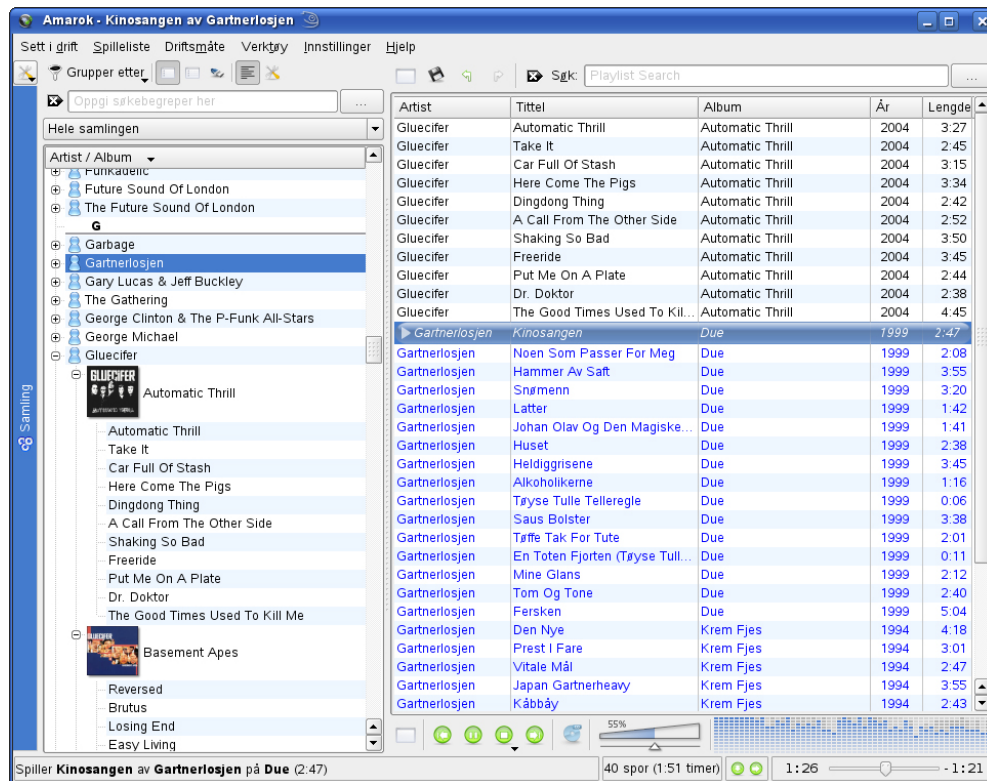 Amarok - Kinosangen av Gartnerlosjen
Sett i drift Spilleliste Driftsmåte Verktøy Innstillinger Hjelp
Grupper etter
Søk: Playlist Search ...
Oppgi søkebegreper her ...
Hele samlingen
Artist / Album
Funkadelic
Future Sound Of London
The Future Sound Of London
G
Garbage
Gartnerlosjen
Gary Lucas & Jeff Buckley
The Gathering
George Clinton & The P-Funk All-Stars
George Michael
Gluecifer
GLUECIFER
AUTOMATIC THRILL
Automatic Thrill
Automatic Thrill
Take It
Car Full Of Stash
Here Come The Pigs
Dingdong Thing
A Call From The Other Side
Shaking So Bad
Freeride
Put Me On A Plate
Dr. Doktor
The Good Times Used To Kill Me
GLUECIFER
Basement Apes
Reversed
Brutus
Losing End
Easy Living
Samling
Artist Tittel Album År Lengde
Gluecifer Automatic Thrill Automatic Thrill 2004 3:27
Gluecifer Take It Automatic Thrill 2004 2:45
Gluecifer Car Full Of Stash Automatic Thrill 2004 3:15
Gluecifer Here Come The Pigs Automatic Thrill 2004 3:34
Gluecifer Dingdong Thing Automatic Thrill 2004 2:42
Gluecifer A Call From The Other Side Automatic Thrill 2004 2:52
Gluecifer Shaking So Bad Automatic Thrill 2004 3:50
Gluecifer Freeride Automatic Thrill 2004 3:45
Gluecifer Put Me On A Plate Automatic Thrill 2004 2:44
Gluecifer Dr. Doktor Automatic Thrill 2004 2:38
Gluecifer The Good Times Used To Kil... Automatic Thrill 2004 4:45
Gartnerlosjen Kinosangen Due 1999 2:47
Gartnerlosjen Noen Som Passer For Meg Due 1999 2:08
Gartnerlosjen Hammer Av Saft Due 1999 3:55
Gartnerlosjen Snømenn Due 1999 3:20
Gartnerlosjen Latter Due 1999 1:42
Gartnerlosjen Johan Olav Og Den Magiske... Due 1999 1:41
Gartnerlosjen Huset Due 1999 2:38
Gartnerlosjen Heldiggrisene Due 1999 3:45
Gartnerlosjen Alkoholikerne Due 1999 1:16
Gartnerlosjen Tøyse Tulle Telleregle Due 1999 0:06
Gartnerlosjen Saus Bolster Due 1999 3:38
Gartnerlosjen Tøffe Tak For Tute Due 1999 2:01
Gartnerlosjen En Toten Fjorten (Tøyse Tull... Due 1999 0:11
Gartnerlosjen Mine Glans Due 1999 2:12
Gartnerlosjen Tom Og Tone Due 1999 2:40
Gartnerlosjen Fersken Due 1999 5:04
Gartnerlosjen Den Nye Krem Fjes 1994 4:18
Gartnerlosjen Prest I Fare Krem Fjes 1994 3:01
Gartnerlosjen Vitale Mål Krem Fjes 1994 2:47
Gartnerlosjen Japan Gartnerheavy Krem Fjes 1994 3:55
Gartnerlosjen Kåbbåy Krem Fjes 1994 2:43
55%
Spiller Kinosangen av Gartnerlosjen på Due (2:47) 40 spor (1:51 timer) 1:26 - 1:21